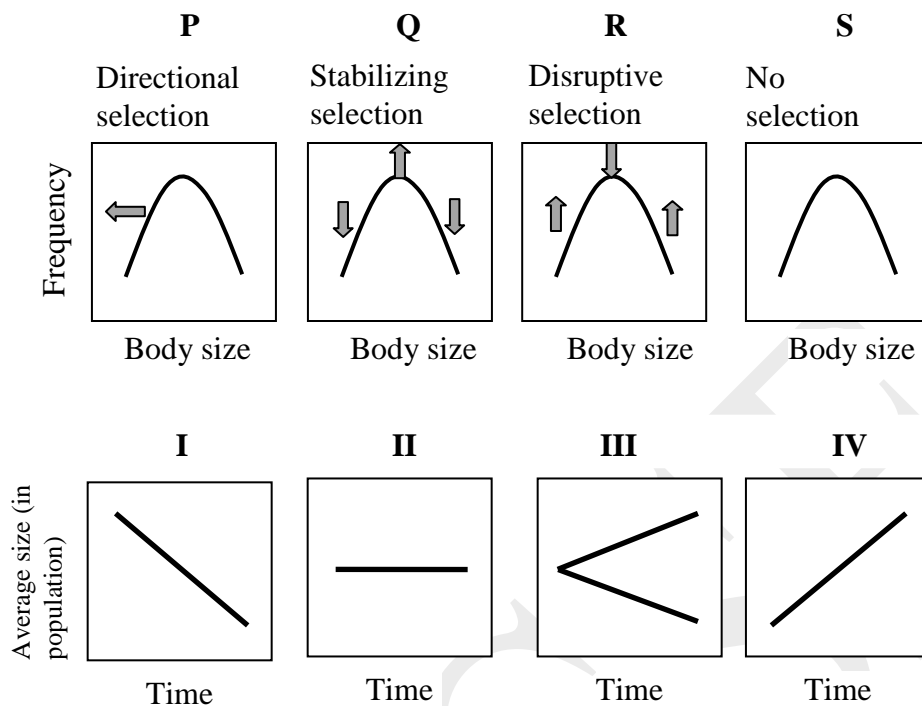 P Q R S
Directional selection Stabilizing selection Disruptive selection No selection
Frequency
Body size Body size Body size Body size
I II III IV
Average size (in population)
Time Time Time Time